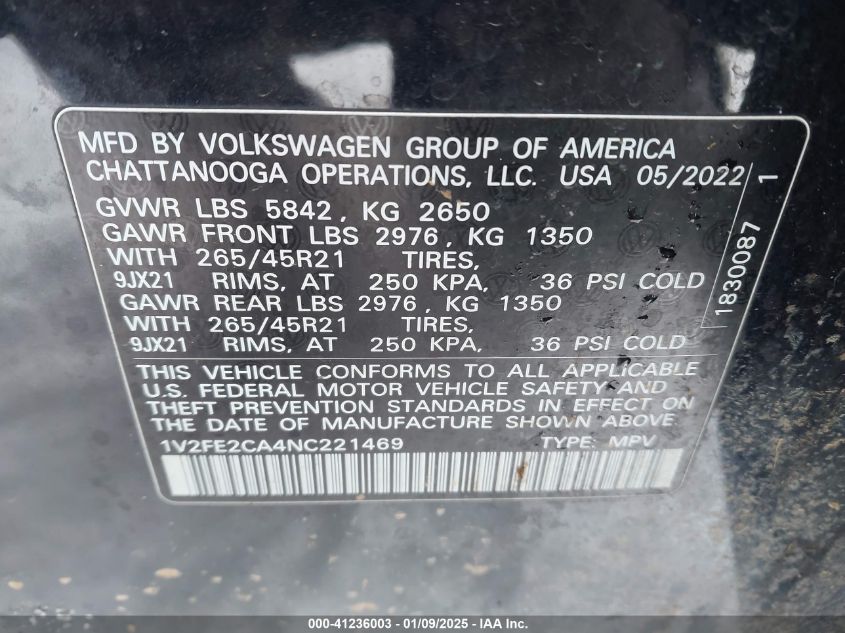 MFD BY VOLKSWAGEN GROUP OF AMERICA
CHATTANOOGA OPERATIONS, LLC. USA 05/2022
GVWR LBS 5842, KG 2650
GAWR FRONT LBS 2976, KG 1350
WITH 265/45R21 TIRES,
9JX21 RIMS, AT 250 KPA, 36 PSI COLD
GAWR REAR LBS 2976, KG 1350
WITH 265/45R21 TIRES,
9JX21 RIMS, AT 250 KPA, 36 PSI COLD
1830087 1
THIS VEHICLE CONFORMS TO ALL APPLICABLE
U.S. FEDERAL MOTOR VEHICLE SAFETY AND
THEFT PREVENTION STANDARDS IN EFFECT ON
THE DATE OF MANUFACTURE SHOWN ABOVE
1V2FE2CA4NC221469 TYPE: MPV
000-41236003 - 01/09/2025 - IAA Inc.